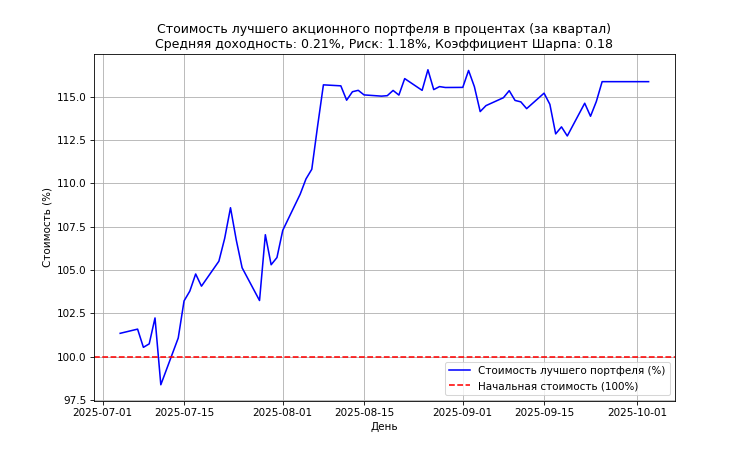 Стоимость лучшего акционного портфеля в процентах (за квартал)
Средняя доходность: 0.21%, Риск: 1.18%, Коэффициент Шарпа: 0.18
Стоимость (%)
115.0
112.5
110.0
107.5
105.0
102.5
100.0
97.5
Стоимость лучшего портфеля (%)
Начальная стоимость (100%)
2025-07-01 2025-07-15 2025-08-01 2025-08-15 2025-09-01 2025-09-15 2025-10-01
День